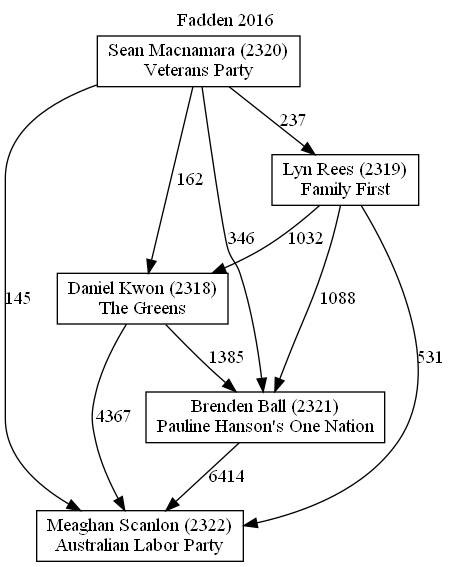 Fadden 2016
Sean Macnamara (2320)
Veterans Party
237
Lyn Rees (2319)
Family First
162
346
1032
Daniel Kwon (2318)
The Greens
145
1088
1385
531
Brenden Ball (2321)
Pauline Hanson's One Nation
4367
6414
Meaghan Scanlon (2322)
Australian Labor Party